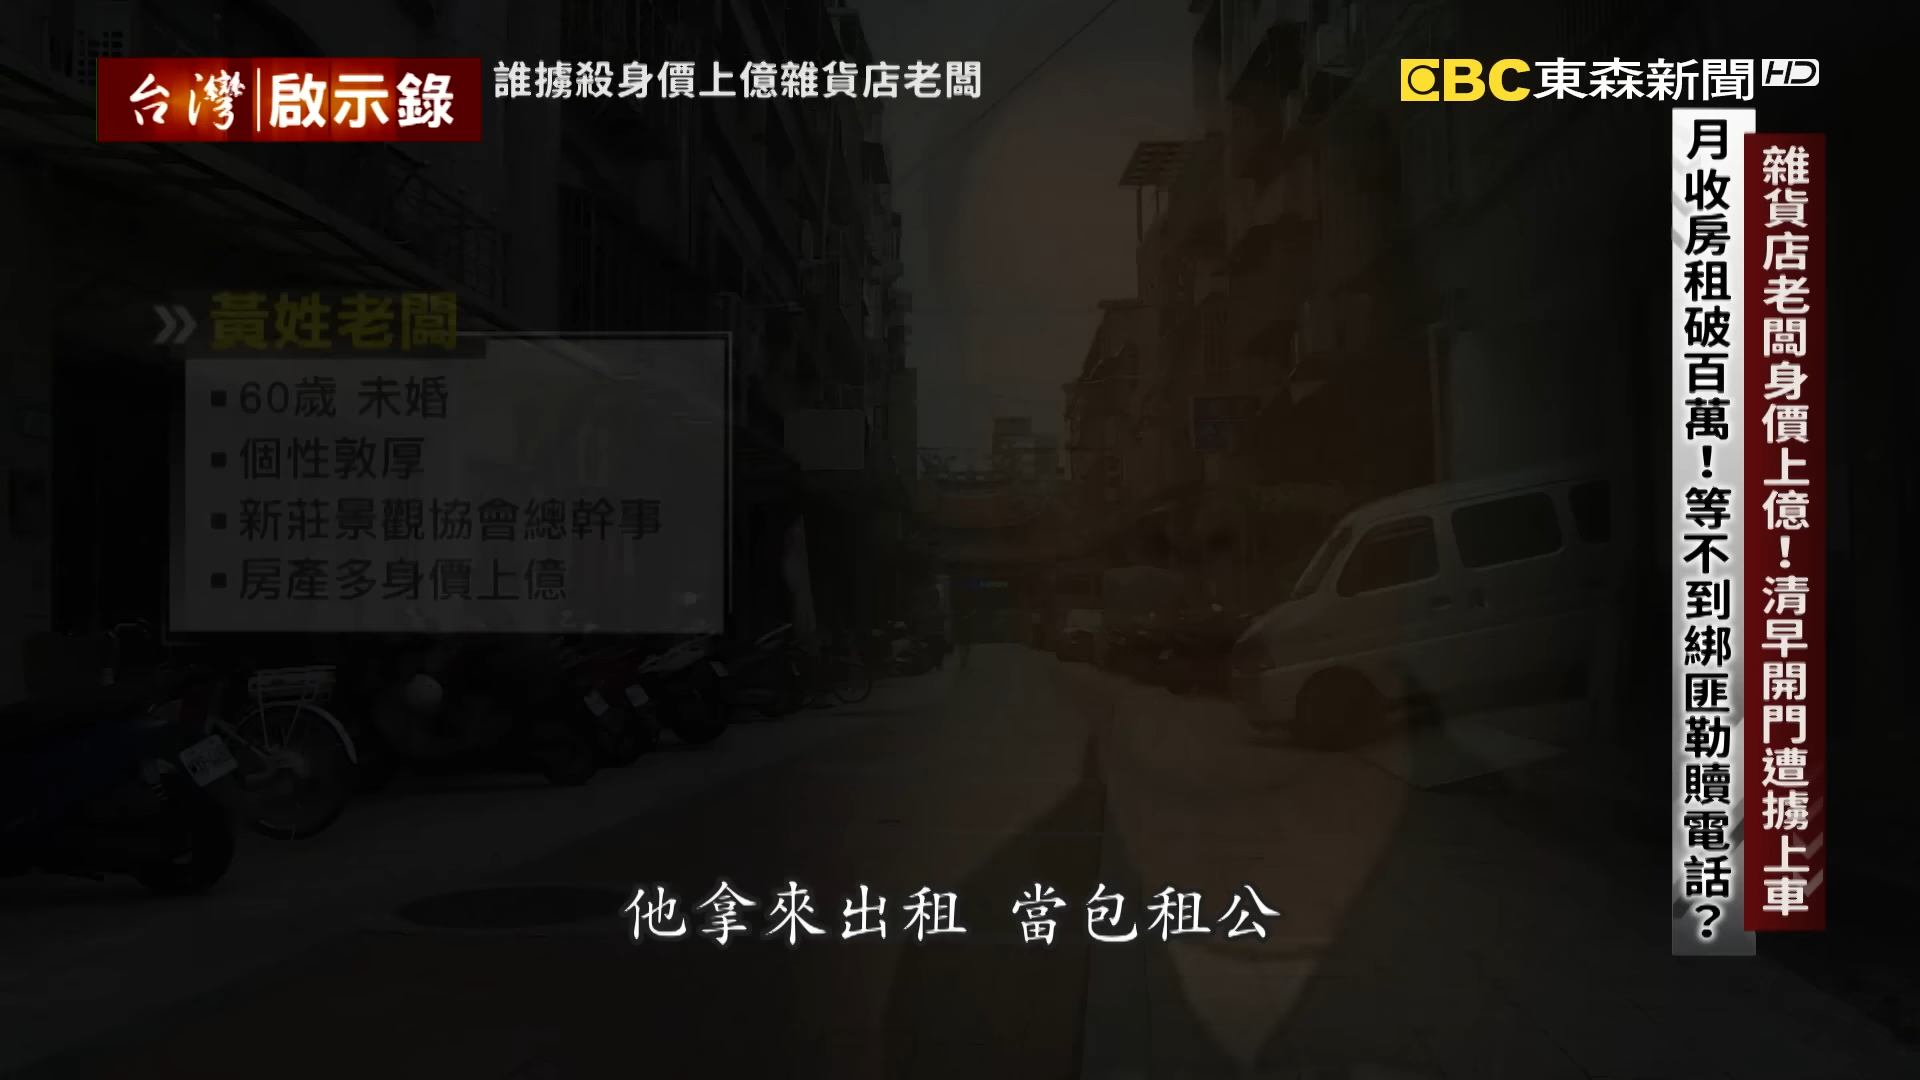 台灣 啟示錄
誰擄殺身價上億雜貨店老闆
EBC東森新聞 HD
雜貨店老闆身價上億！清早開門遭擄上車
月收房租破百萬！等不到綁匪勒贖電話？
黃姓老闆
60歲 未婚
個性敦厚
新莊景觀協會總幹事
房產多身價上億
他拿來出租 當包租公